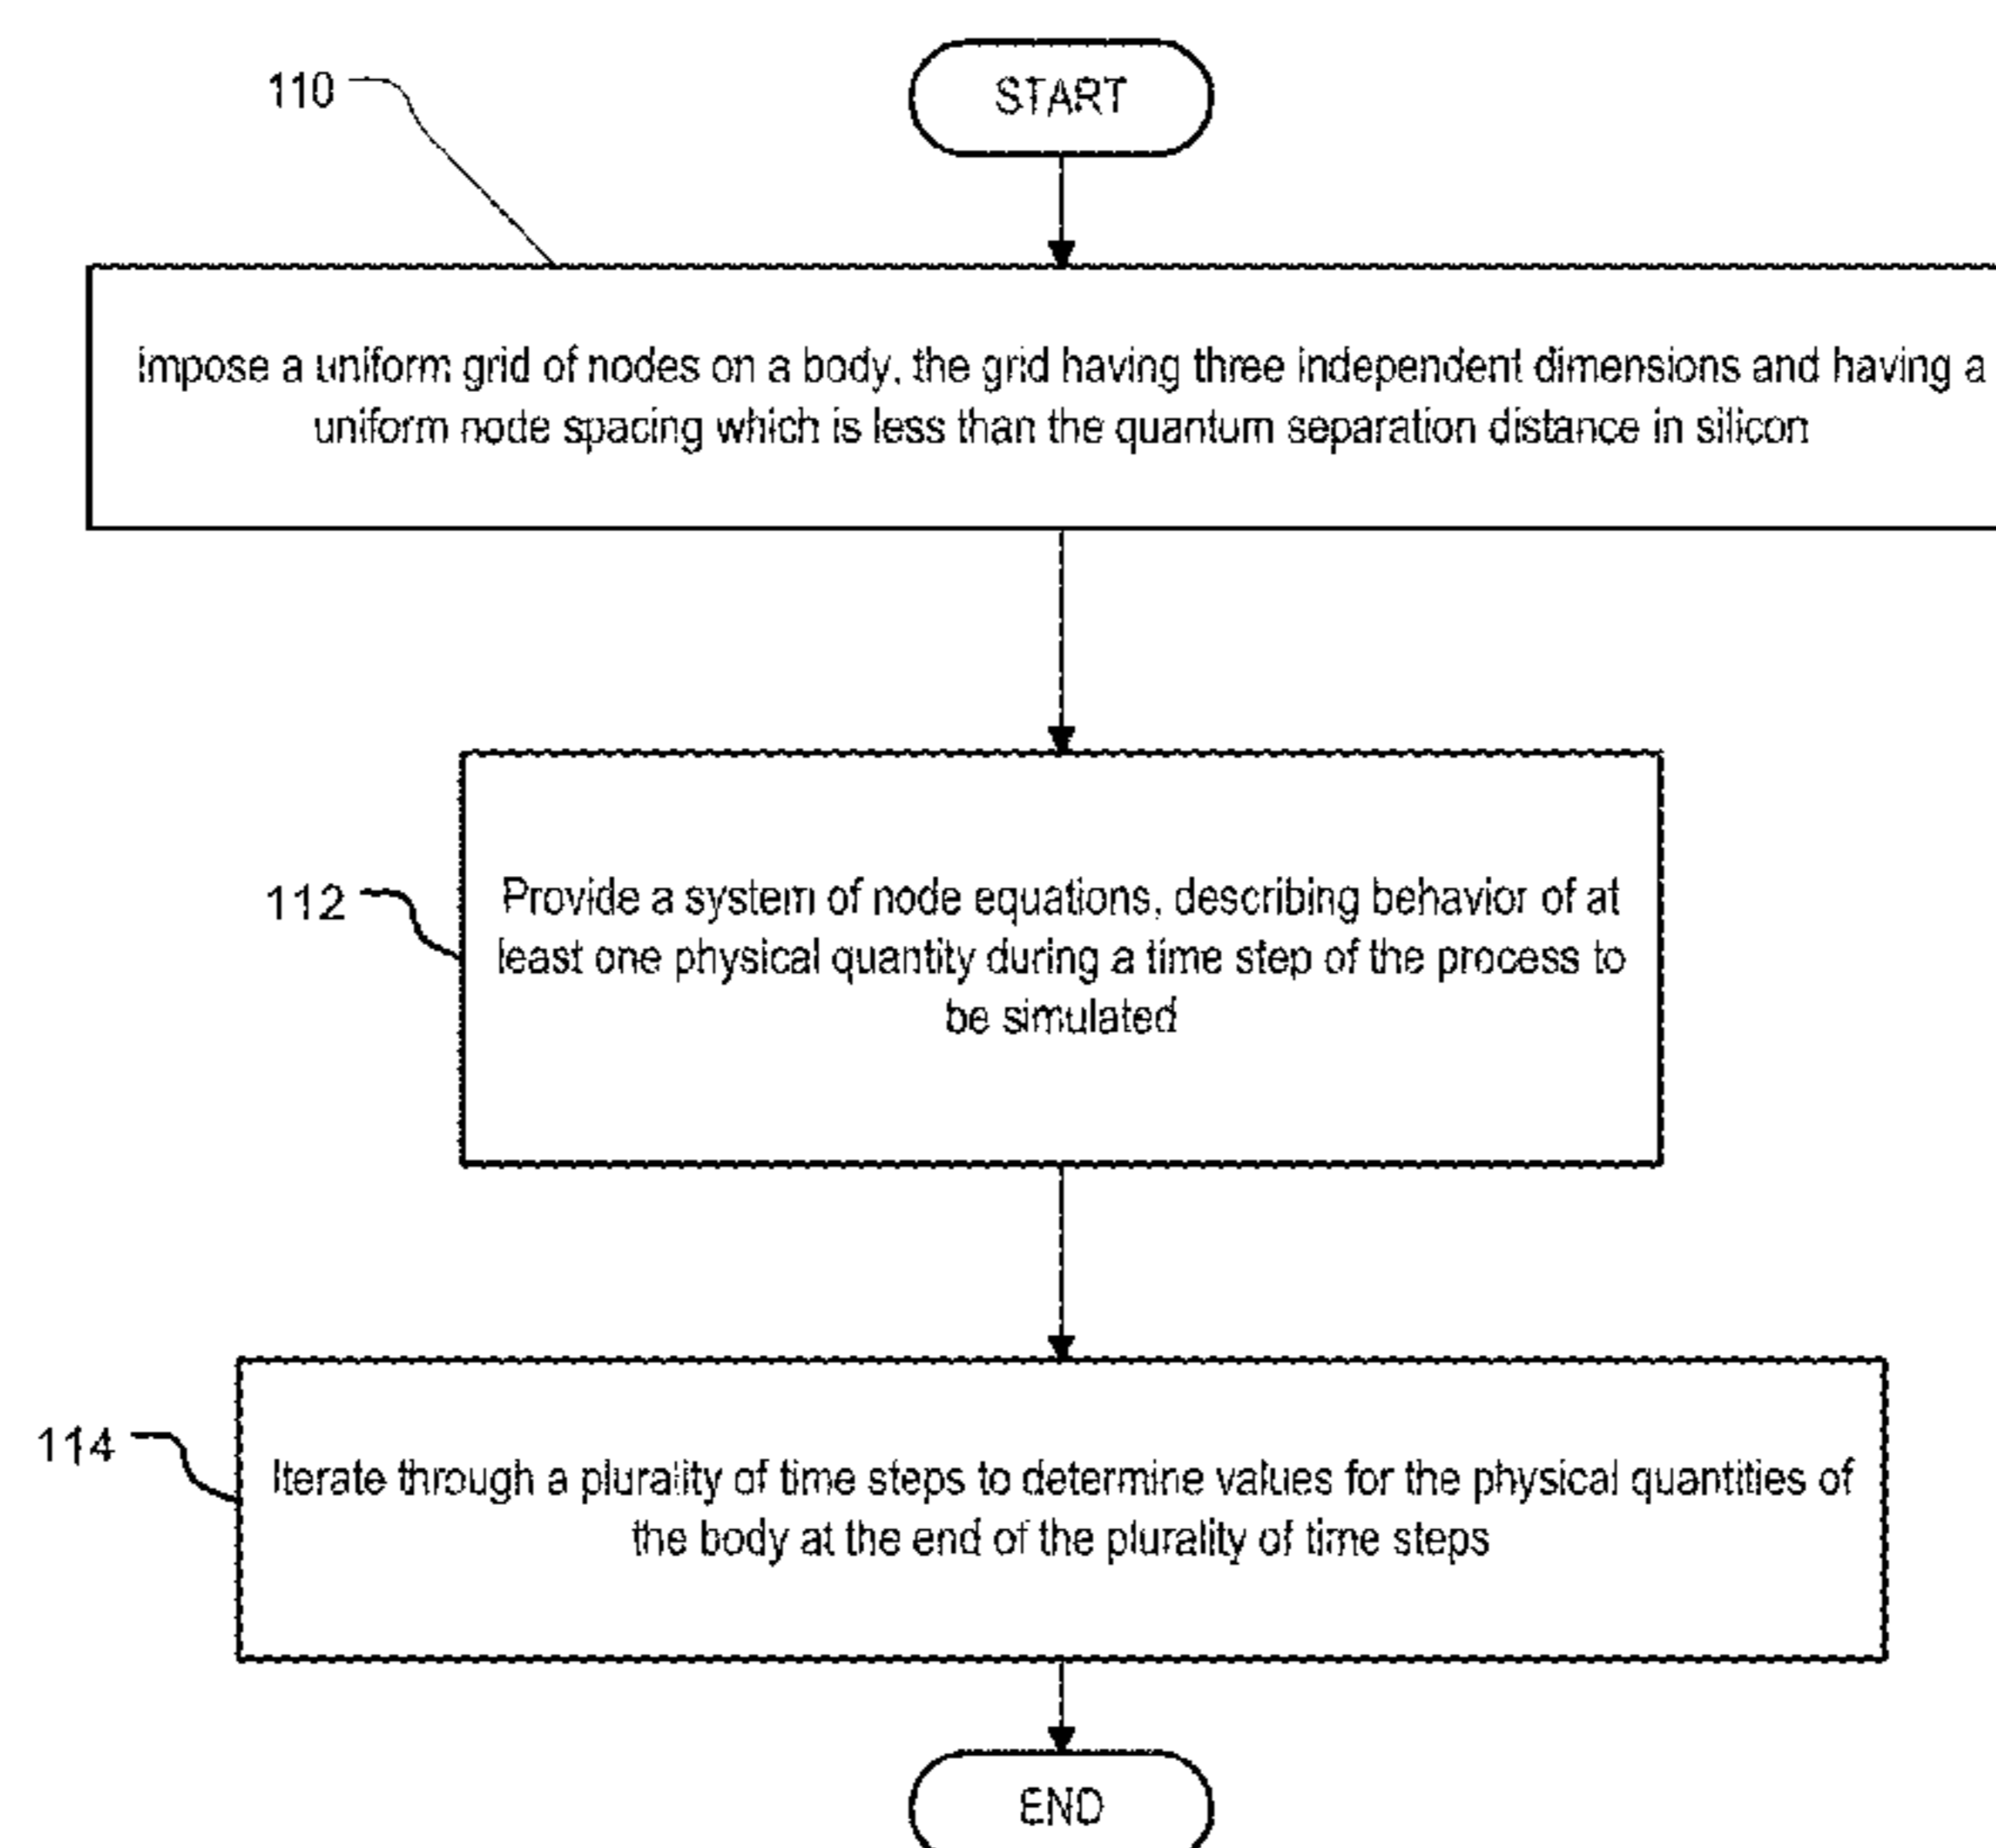 110
START
Impose a uniform grid of nodes on a body, the grid having three independent dimensions and having a
uniform node spacing which is less than the quantum separation distance in silicon
112
Provide a system of node equations, describing behavior of at
least one physical quantity during a time step of the process to
be simulated
114
Iterate through a plurality of time steps to determine values for the physical quantities of
the body at the end of the plurality of time steps
END